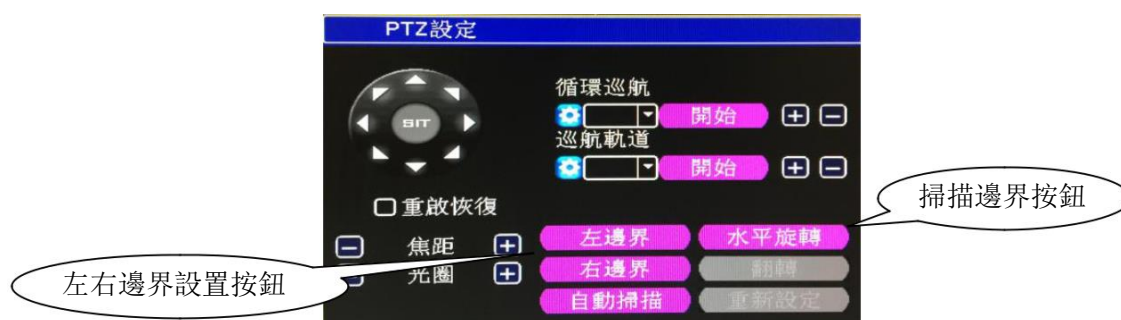 PTZ設定
循環巡航
SIT
開始
巡航軌道
開始
重啟恢復
掃描邊界按鈕
焦距
左邊界
水平旋轉
左右邊界設置按鈕
光圈
右邊界
翻轉
自動掃描
重新設定